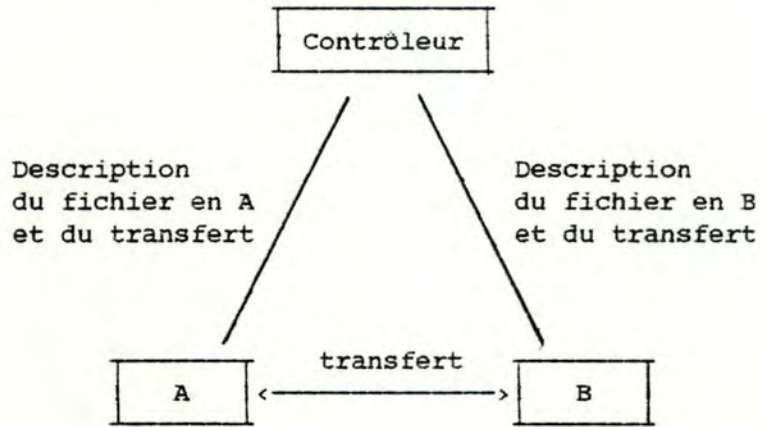 Contrôleur
Description
du fichier en A
et du transfert
Description
du fichier en B
et du transfert
transfert
A
B